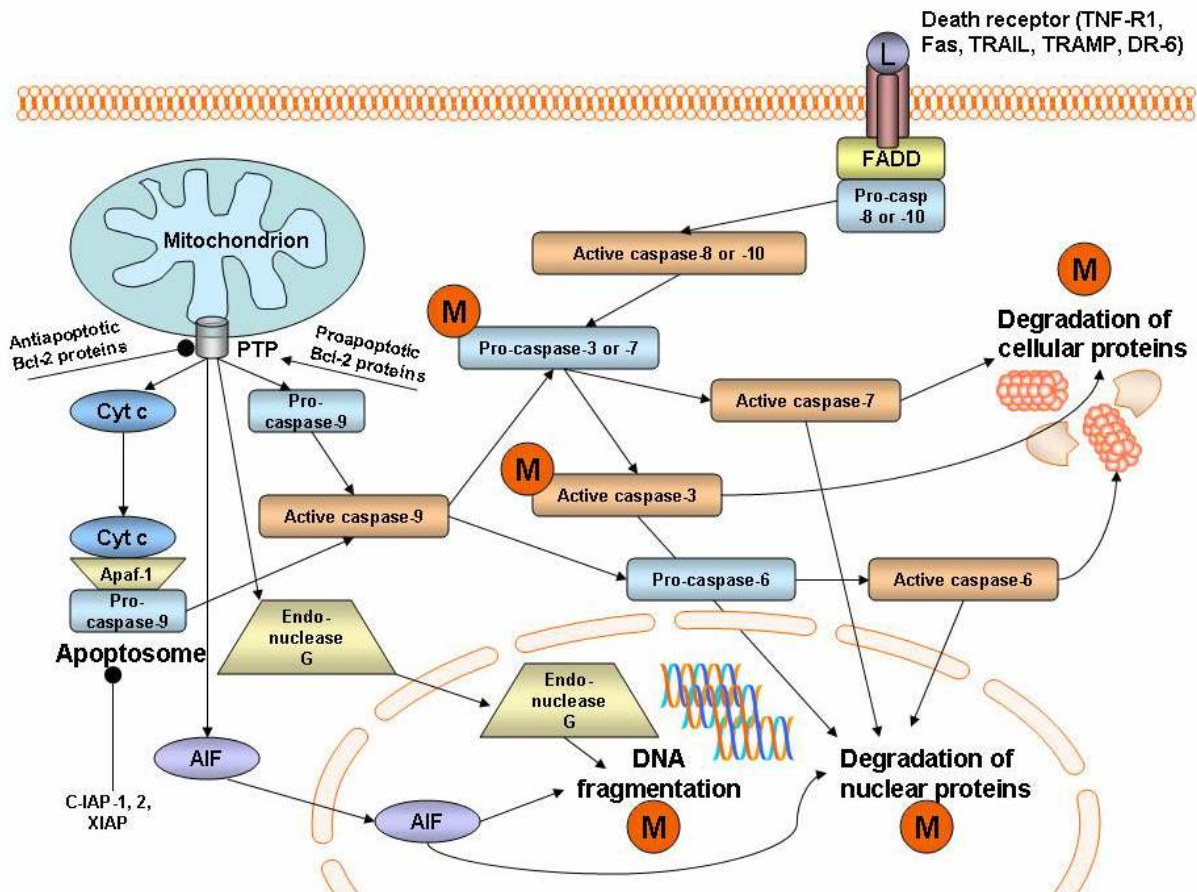 Death receptor (TNF-R1,
Fas, TRAIL, TRAMP, DR-6)
L
FADD
Pro-casp
-8 or -10
Mitochondrion
Active caspase-8 or -10
M
M
Pro-caspase-3 or -7
Degradation of
cellular proteins
Antiapoptotic
Bcl-2 proteins
PTP
Proapoptotic
Bcl-2 proteins
Cyt c
Pro-
caspase-9
Active caspase-7
M
Active caspase-3
Active caspase-9
Cyt c
Apaf-1
Pro-
caspase-9
Apoptosome
Pro-caspase-6
Active caspase-6
Endo-
nuclease
G
Endo-
nuclease
G
AIF
DNA
fragmentation
M
Degradation of
nuclear proteins
M
C-IAP-1, 2,
XIAP
AIF